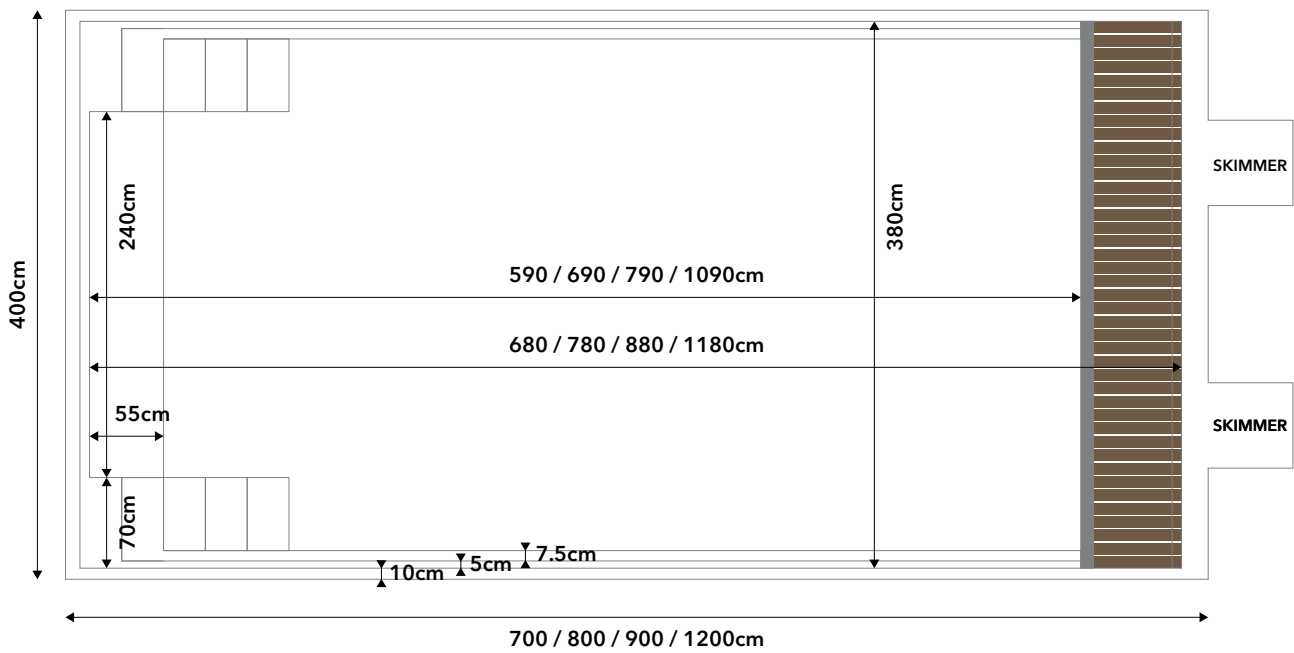 SKIMMER
240cm
380cm
400cm
590 / 690 / 790 / 1090cm
680 / 780 / 880 / 1180cm
55cm
SKIMMER
70cm
7.5cm
5cm
10cm
700 / 800 / 900 / 1200cm